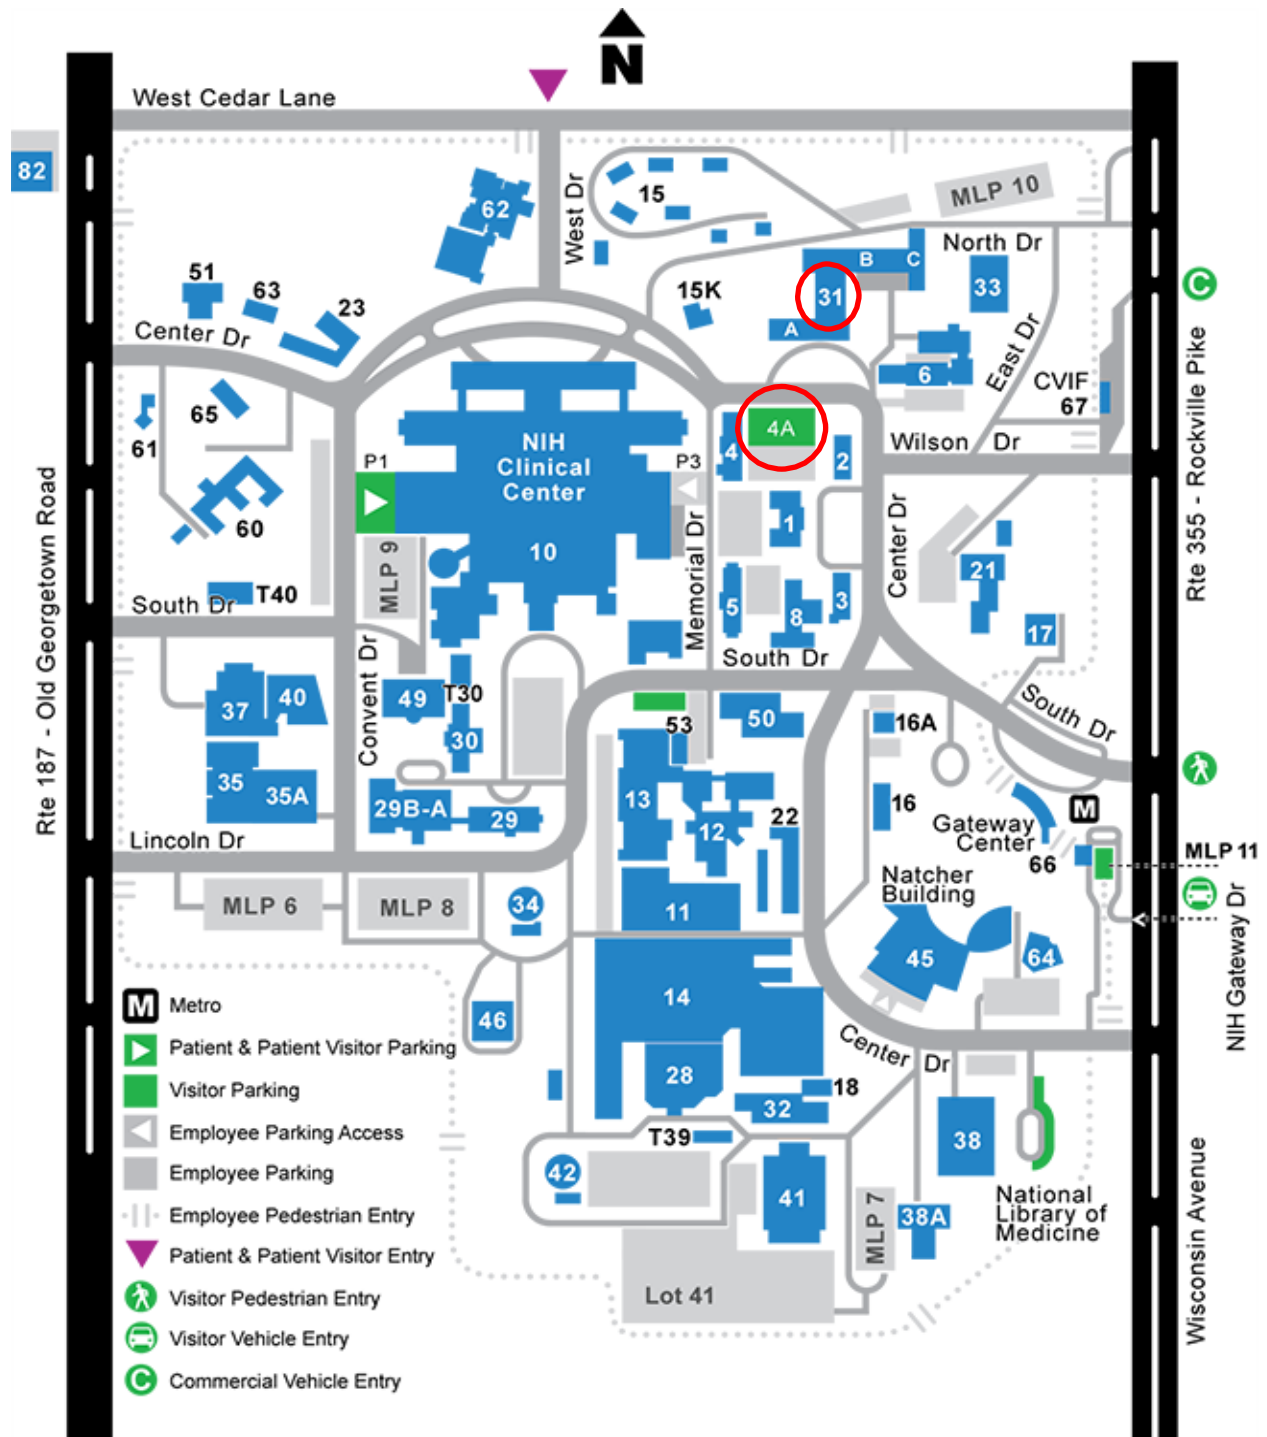 N
West Cedar Lane
82
62
West Dr
15
MLP 10
North Dr
B
C
51
63
23
15K
31
33
A
Center Dr
East Dr
6
CVIF
67
65
61
4A
4
2
Wilson Dr
P1
NIH
Clinical
Center
P3
60
1
10
MLP 9
Memorial Dr
Center Dr
21
T40
South Dr
5
8
3
17
South Dr
Rte 187 - Old Georgetown Road
Rte 355 - Rockville Pike
37
40
Convent Dr
49
T30
30
53
50
16A
South Dr
35
35A
29B-A
29
13
12
22
16
Gateway
Center
M
66
MLP 11
Lincoln Dr
MLP 6
MLP 8
34
11
Natcher
Building
45
64
NIH Gateway Dr
46
14
Center Dr
28
18
32
T39
42
41
38
MLP 7
38A
National
Library of
Medicine
Lot 41
Wisconsin Avenue
C
M Metro
Patient & Patient Visitor Parking
Visitor Parking
Employee Parking Access
Employee Parking
Employee Pedestrian Entry
Patient & Patient Visitor Entry
Visitor Pedestrian Entry
Visitor Vehicle Entry
C Commercial Vehicle Entry